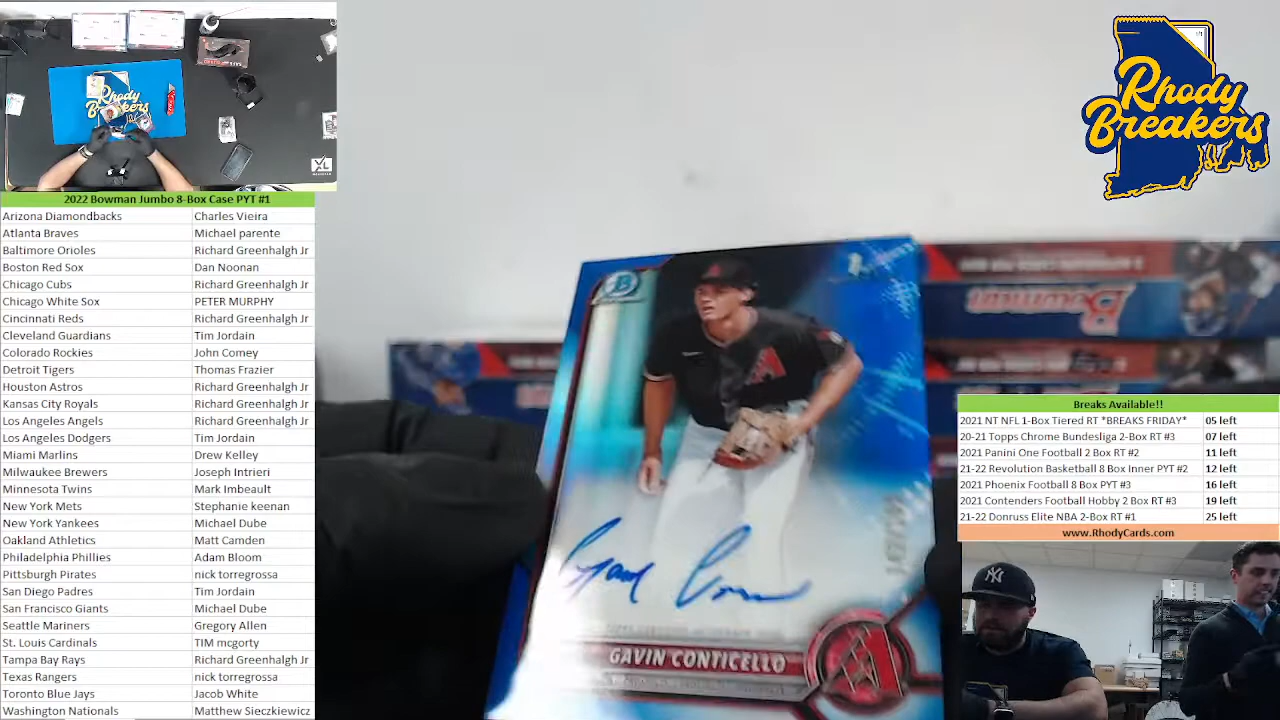 Rhody
Breakers
2022 Bowman Jumbo 8-Box Case PYT #1
Arizona Diamondbacks Charles Vieira
Atlanta Braves Michael parente
Baltimore Orioles Richard Greenhalgh Jr
Boston Red Sox Dan Noonan
Chicago Cubs Richard Greenhalgh Jr
Chicago White Sox PETER MURPHY
Cincinnati Reds Richard Greenhalgh Jr
Cleveland Guardians Tim Jordain
Colorado Rockies John Comey
Detroit Tigers Thomas Frazier
Houston Astros Richard Greenhalgh Jr
Kansas City Royals Richard Greenhalgh Jr
Los Angeles Angels Richard Greenhalgh Jr
Los Angeles Dodgers Tim Jordain
Miami Marlins Drew Kelley
Milwaukee Brewers Joseph Intrieri
Minnesota Twins Mark Imbeault
New York Mets Stephanie keenan
New York Yankees Michael Dube
Oakland Athletics Matt Camden
Philadelphia Phillies Adam Bloom
Pittsburgh Pirates nick torregrossa
San Diego Padres Tim Jordain
San Francisco Giants Michael Dube
Seattle Mariners Gregory Allen
St. Louis Cardinals TIM mcgorty
Tampa Bay Rays Richard Greenhalgh Jr
Texas Rangers nick torregrossa
Toronto Blue Jays Jacob White
Washington Nationals Matthew Sieczkiewicz
XL
B
A
GAVIN CONTICELLO
Bowman
Rhody
Breakers
1/1
Breaks Available!!
2021 NT NFL 1-Box Tiered RT *BREAKS FRIDAY* 05 left
20-21 Topps Chrome Bundesliga 2-Box RT #3 07 left
2021 Panini One Football 2 Box RT #2 11 left
21-22 Revolution Basketball 8 Box Inner PYT #2 12 left
2021 Phoenix Football 8 Box PYT #3 16 left
2021 Contenders Football Hobby 2 Box RT #3 19 left
21-22 Donruss Elite NBA 2-Box RT #1 25 left
www.RhodyCards.com